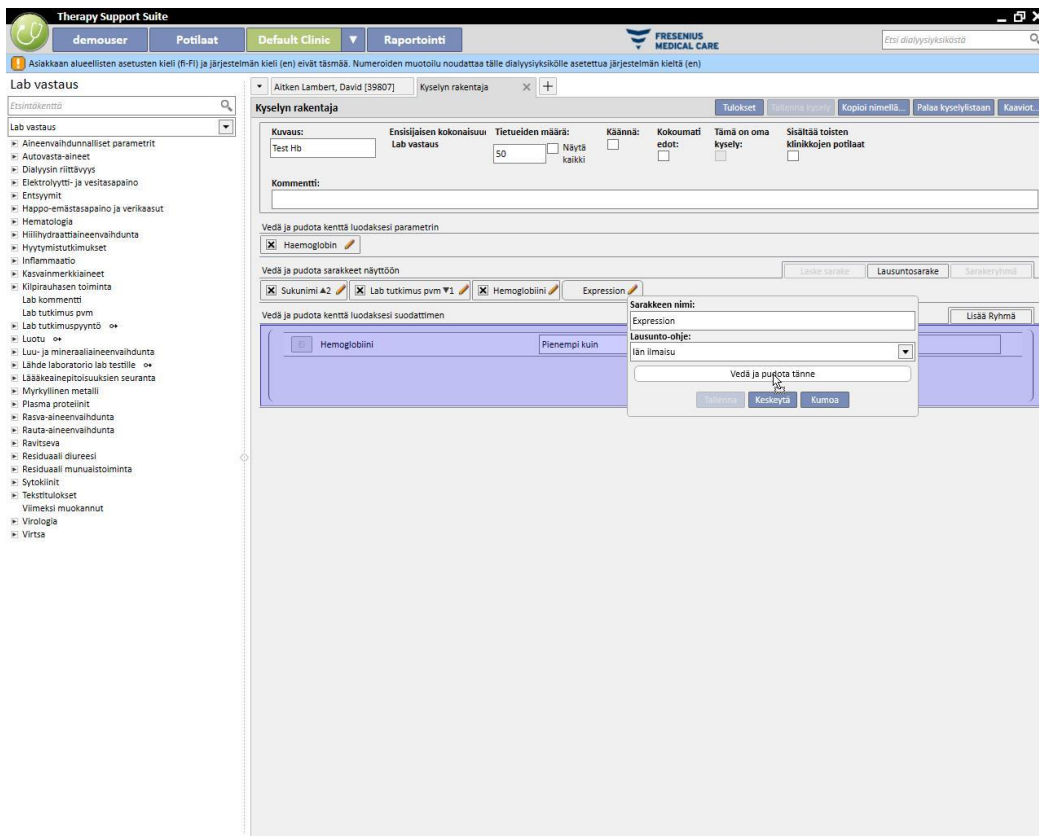 Therapy Support Suite
demouser
Potilaat
Default Clinic
Raportointi
FRESENIUS
MEDICAL CARE
Etsi dialyysiyksiköstä
Asiakkaan alueellisten asetusten kieli (fi-FI) ja järjestelmän kieli (en) eivät täsmää. Numeroiden muotoilu noudattaa tälle dialyysiyksikölle asetettua järjestelmän kieltä (en)
Lab vastaus
Etsintäkenttä
Lab vastaus
Aineenvaihdunnalliset parametrit
Autovasta-aineet
Dialyysin riittävyys
Elektrolyytti- ja vesitasapaino
Entsyymit
Happo-emästasapaino ja verikaasut
Hematologia
Hiilihydraattiaineenvaihdunta
Hyytymistutkimukset
Inflammaatio
Kasvainmerkkiaineet
Kilpirauhasen toiminta
Lab kommentti
Lab tutkimus pvm
Lab tutkimuspyyntö
Luotu
Luu- ja mineraaliaineenvaihdunta
Lähde laboratorio lab testille
Lääkeainepitoisuuksien seuranta
Myrkyllinen metalli
Plasma proteiinit
Rasva-aineenvaihdunta
Rauta-aineenvaihdunta
Ravitseva
Residuaali diureesi
Residuaali munuaistoiminta
Sytokiinit
Tekstitulokset
Viimeksi muokannut
Virologia
Virtsa
Aitken Lambert, David [39807]
Kyselyn rakentaja
Kyselyn rakentaja
Tulokset
Tallenna kysely
Kopioi nimellä...
Palaa kyselylistaan
Kaaviot...
Kuvaus:
Test Hb
Ensisijaisen kokonaisuu
Lab vastaus
Tietueiden määrä:
50
Näytä
kaikki
Käännä:
Kokoumati
edot:
Tämä on oma
kysely:
Sisältää toisten
klinikkojen potilaat
Kommentti:
Vedä ja pudota kenttä luodaksesi parametrin
Haemoglobin
Vedä ja pudota sarakkeet näyttöön
Laske sarake
Lausuntosarake
Sarakeryhmä
Sukunimi ▲2
Lab tutkimus pvm ▼1
Hemoglobiini
Expression
Vedä ja pudota kenttä luodaksesi suodattimen
Lisää Ryhmä
Ei
Hemoglobiini
Pienempi kuin
Sarakkeen nimi:
Expression
Lausunto-ohje:
Iän ilmaisu
Vedä ja pudota tänne
Tallenna
Keskeytä
Kumoa